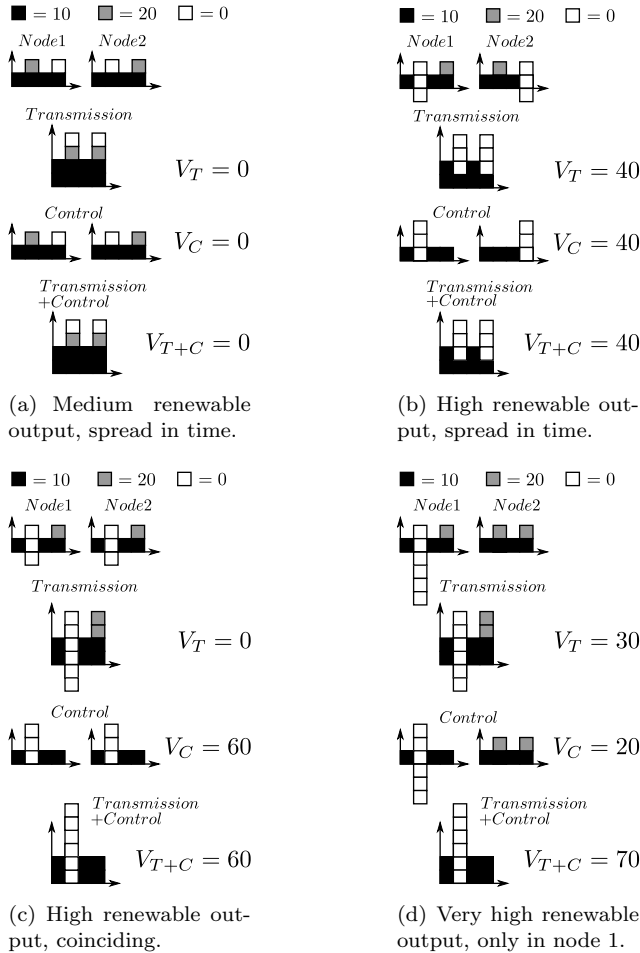 = 10 = 20 = 0
Node1 Node2
Transmission
V_T = 0
Control
V_C = 0
Transmission
+Control
V_{T+C} = 0
(a) Medium renewable
output, spread in time.
= 10 = 20 = 0
Node1 Node2
Transmission
V_T = 40
Control
V_C = 40
Transmission
+Control
V_{T+C} = 40
(b) High renewable out-
put, spread in time.
= 10 = 20 = 0
Node1 Node2
Transmission
V_T = 0
Control
V_C = 60
Transmission
+Control
V_{T+C} = 60
(c) High renewable out-
put, coinciding.
= 10 = 20 = 0
Node1 Node2
Transmission
V_T = 30
Control
V_C = 20
Transmission
+Control
V_{T+C} = 70
(d) Very high renewable
output, only in node 1.